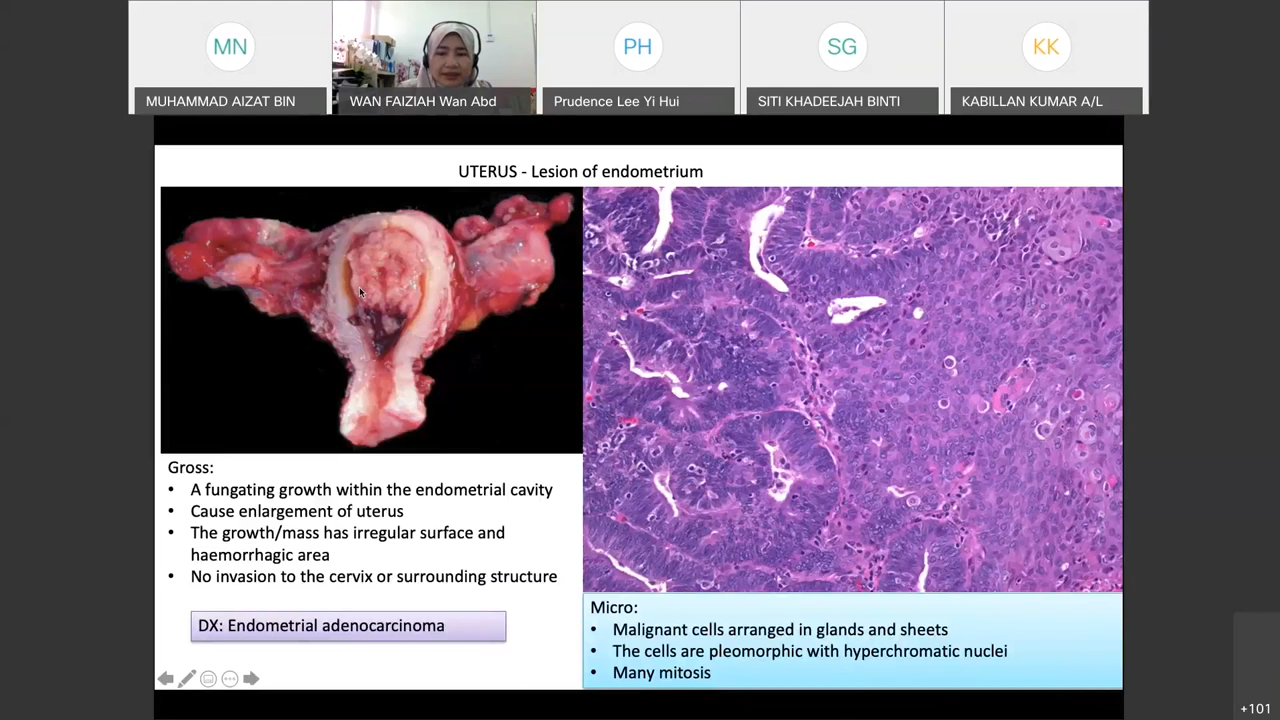 MN
PH
SG
KK
MUHAMMAD AIZAT BIN
WAN FAIZIAH Wan Abd
Prudence Lee Yi Hui
SITI KHADEEJAH BINTI
KABILLAN KUMAR A/L
UTERUS - Lesion of endometrium
Gross:
• A fungating growth within the endometrial cavity
• Cause enlargement of uterus
• The growth/mass has irregular surface and
haemorrhagic area
• No invasion to the cervix or surrounding structure
DX: Endometrial adenocarcinoma
Micro:
• Malignant cells arranged in glands and sheets
• The cells are pleomorphic with hyperchromatic nuclei
• Many mitosis
+101